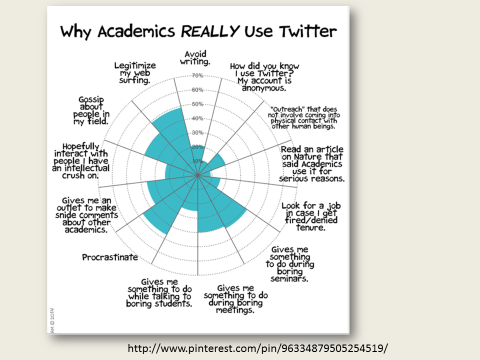 Why Academics REALLY Use Twitter
Avoid
writing.
How did you know
I use Twitter?
My account is
anonymous.
"Outreach" that does
not involve coming into
physical contact with
other human beings.
Read an article
on Nature that
said Academics
use it for
serious reasons.
Look for a job
in case I get
fired/denied
tenure.
Gives me
something
to do during
boring
seminars.
Gives me
something to do
during boring
meetings.
Gives me
something to do
while talking to
boring students.
Procrastinate
Gives me an
outlet to make
snide comments
about other
academics.
Hopefully
interact with
people I have
an intellectual
crush on.
Gossip
about
people in
my field.
Legitimize
my web
surfing.
70%
60%
50%
40%
30%
20%
10%
http://www.pinterest.com/pin/96334879505254519/